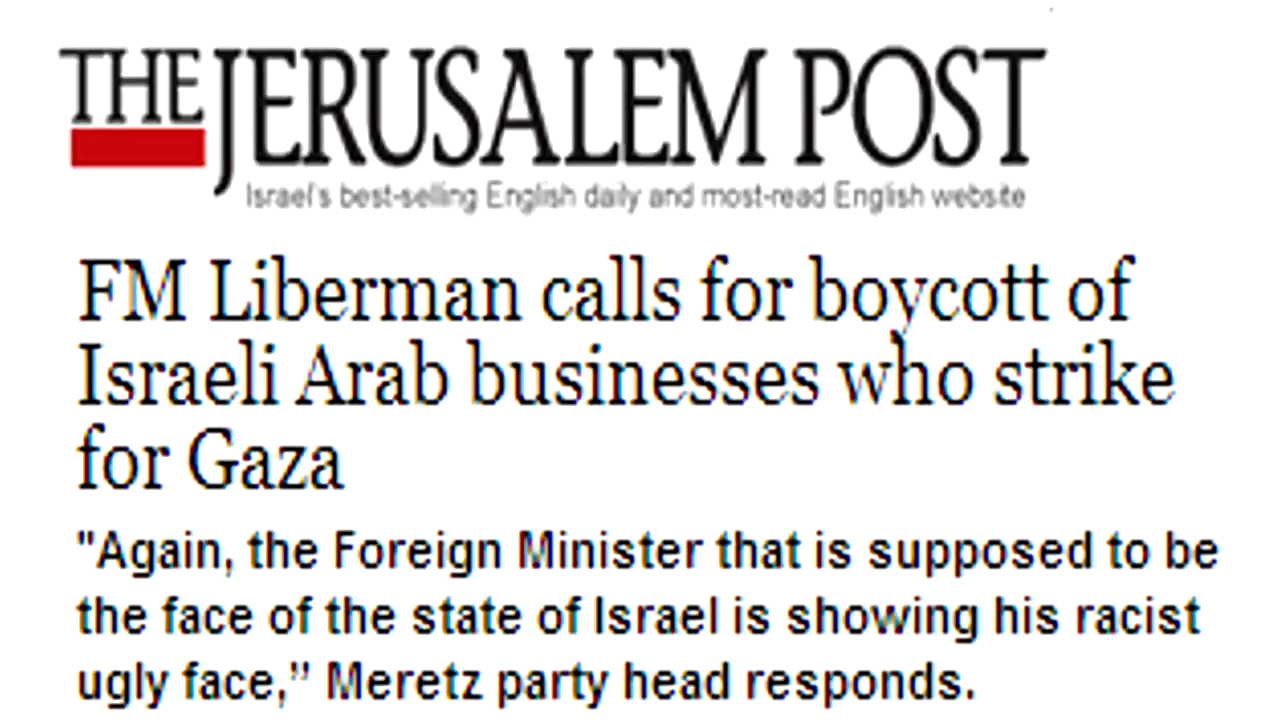 THE JERUSALEM POST
Israel's best-selling English daily and most-read English website
FM Liberman calls for boycott of
Israeli Arab businesses who strike
for Gaza
"Again, the Foreign Minister that is supposed to be
the face of the state of Israel is showing his racist
ugly face,” Meretz party head responds.